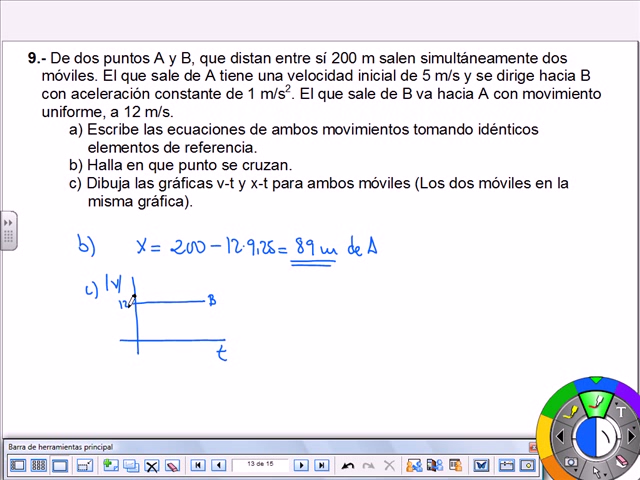 9.- De dos puntos A y B, que distan entre sí 200 m salen simultáneamente dos
móviles. El que sale de A tiene una velocidad inicial de 5 m/s y se dirige hacia B
con aceleración constante de 1 m/s². El que sale de B va hacia A con movimiento
uniforme, a 12 m/s.
a) Escribe las ecuaciones de ambos movimientos tomando idénticos
elementos de referencia.
b) Halla en que punto se cruzan.
c) Dibuja las gráficas v-t y x-t para ambos móviles (Los dos móviles en la
misma gráfica).
b) X = 200 - 12·9,25 = 89 m de A
c) |v|
12
B
t
Barra de herramientas principal
13 de 15
T